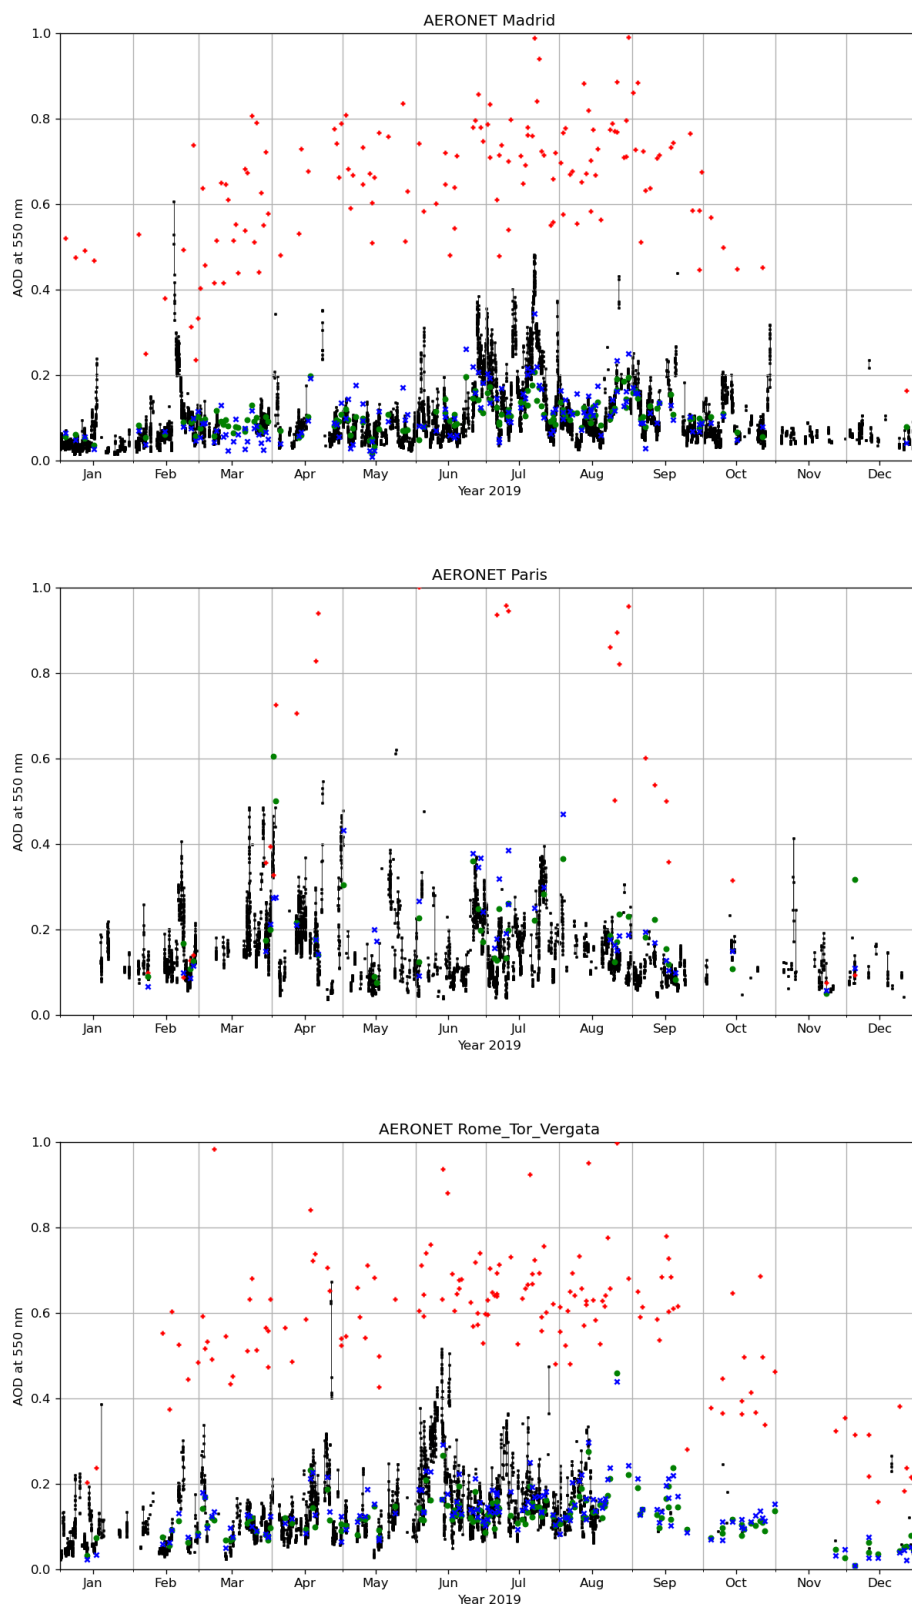 AERONET Madrid
1.0
0.8
0.6
0.4
0.2
0.0
AOD at 550 nm
Jan Feb Mar Apr May Jun Jul Aug Sep Oct Nov Dec
Year 2019
AERONET Paris
1.0
0.8
0.6
0.4
0.2
0.0
AOD at 550 nm
Jan Feb Mar Apr May Jun Jul Aug Sep Oct Nov Dec
Year 2019
AERONET Rome_Tor_Vergata
1.0
0.8
0.6
0.4
0.2
0.0
AOD at 550 nm
Jan Feb Mar Apr May Jun Jul Aug Sep Oct Nov Dec
Year 2019